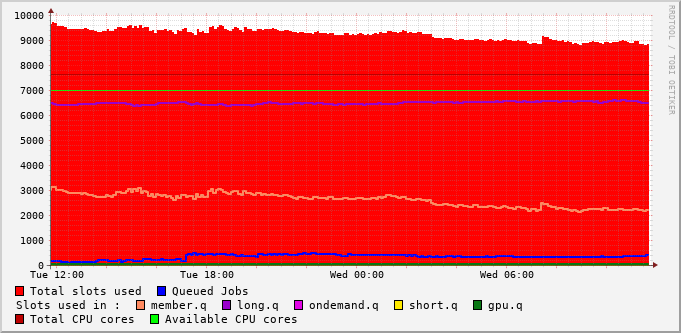 10000
9000
8000
7000
6000
5000
4000
3000
2000
1000
0
Tue 12:00 Tue 18:00 Wed 00:00 Wed 06:00
Total slots used Queued Jobs
Slots used in : member.q long.q ondemand.q short.q gpu.q
Total CPU cores Available CPU cores
RRDTOOL / TOBI OETIKER